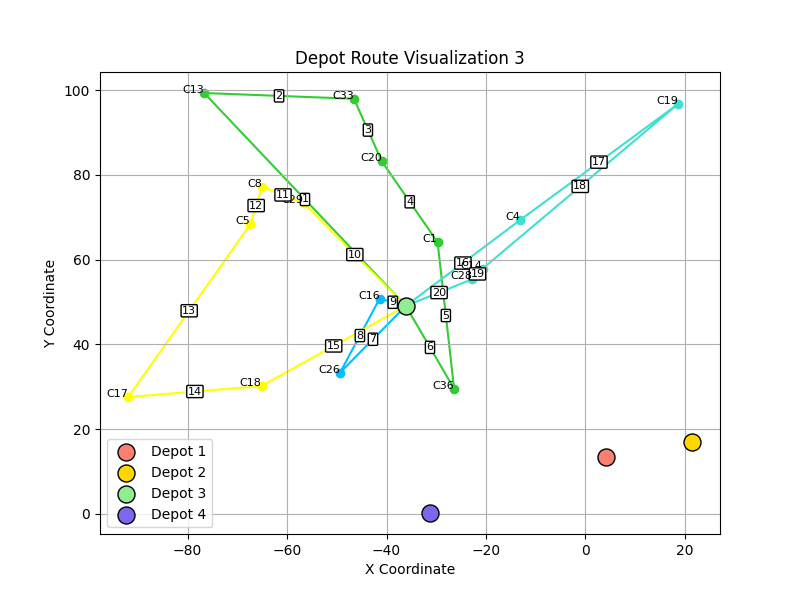 Depot Route Visualization 3
Y Coordinate
100
80
60
40
20
0
C13
2
C33
C19
3
C20
17
4
18
C8
11
C29
1
12
C5
C4
C1
10
16
C14
19
C28
20
C16
9
13
5
8
7
15
6
C26
C17
14
C18
C36
Depot 1
Depot 2
Depot 3
Depot 4
−80
−60
−40
−20
0
20
X Coordinate